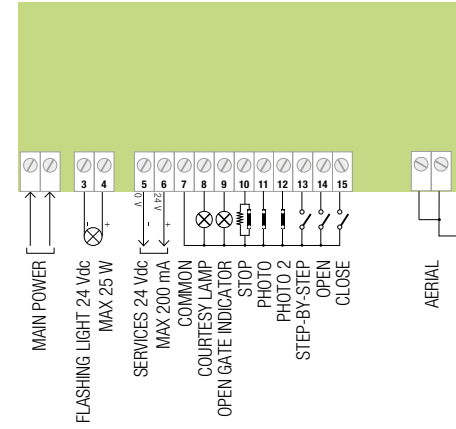 3 4 5 6 7 8 9 10 11 12 13 14 15
- +
0 V - 24 V +
MAIN POWER
FLASHING LIGHT 24 Vdc
MAX 25 W
SERVICES 24 Vdc
MAX 200 mA
COMMON
COURTESY LAMP
OPEN GATE INDICATOR
STOP
PHOTO
PHOTO 2
STEP-BY-STEP
OPEN
CLOSE
AERIAL